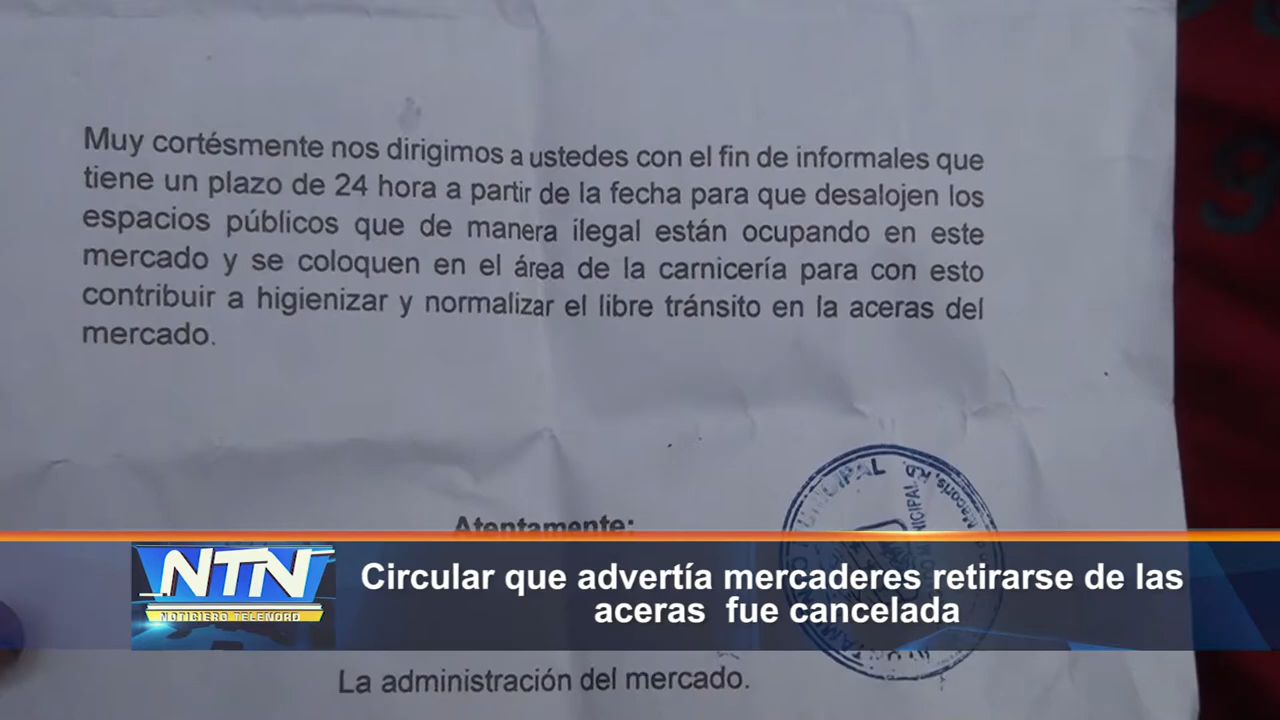 Muy cortésmente nos dirigimos a ustedes con el fin de informales que
tiene un plazo de 24 hora a partir de la fecha para que desalojen los
espacios públicos que de manera ilegal están ocupando en este
mercado y se coloquen en el área de la carnicería para con esto
contribuir a higienizar y normalizar el libre tránsito en la aceras del
mercado.
Atentamente:
NTN
NOTICIERO TELENORD
Circular que advertía mercaderes retirarse de las
aceras fue cancelada
La administración del mercado.
Macorís, R.D.